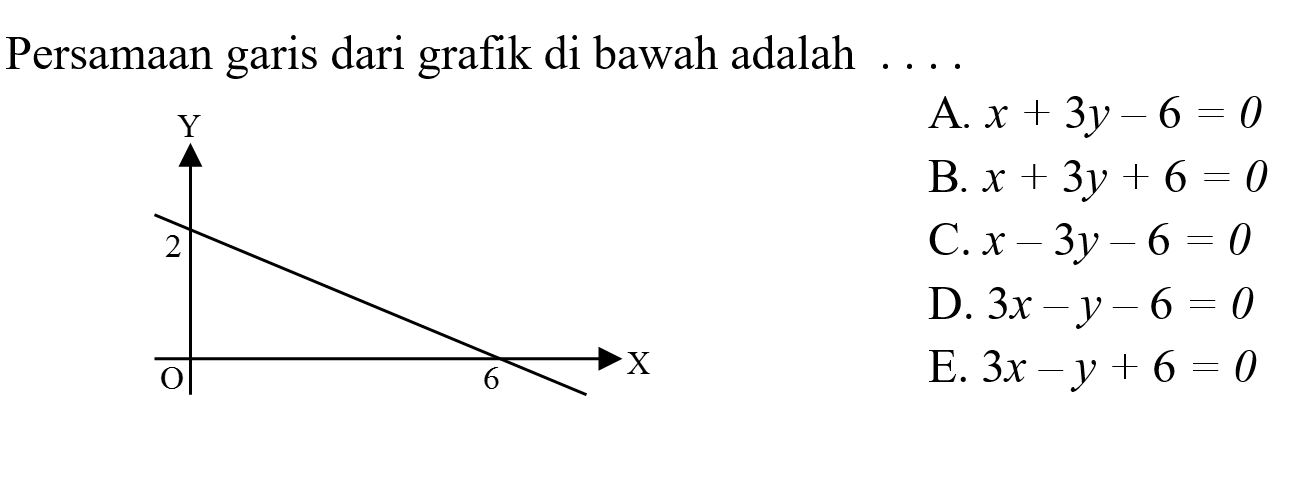 Persamaan garis dari grafik di bawah adalah . . . .
A. x + 3y – 6 = 0
B. x + 3y + 6 = 0
C. x – 3y – 6 = 0
D. 3x – y – 6 = 0
E. 3x – y + 6 = 0
Y
2
O
6
X